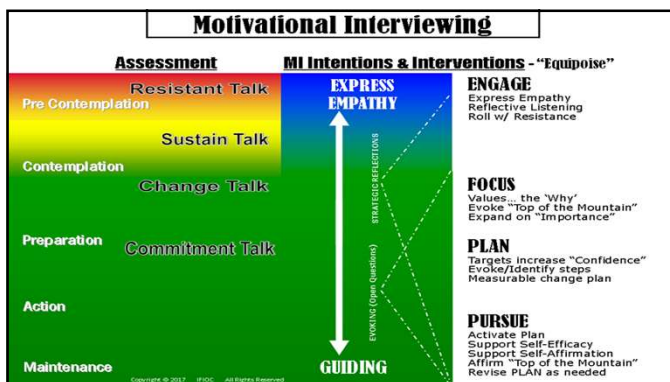 Motivational Interviewing
Assessment
MI Intentions & Interventions - "Equipoise"
Resistant Talk
Pre Contemplation
Sustain Talk
Contemplation
Change Talk
Preparation
Commitment Talk
Action
Maintenance
EXPRESS
EMPATHY
STRATEGIC REFLECTIONS
EVOKING (Open Questions)
GUIDING
ENGAGE
Express Empathy
Reflective Listening
Roll w/ Resistance
FOCUS
Values... the 'Why'
Evoke "Top of the Mountain"
Expand on "Importance"
PLAN
Targets increase "Confidence"
Evoke/Identify steps
Measurable change plan
PURSUE
Activate Plan
Support Self-Efficacy
Support Self-Affirmation
Affirm "Top of the Mountain"
Revise PLAN as needed
Copyright © 2017 IFIOC All Rights Reserved